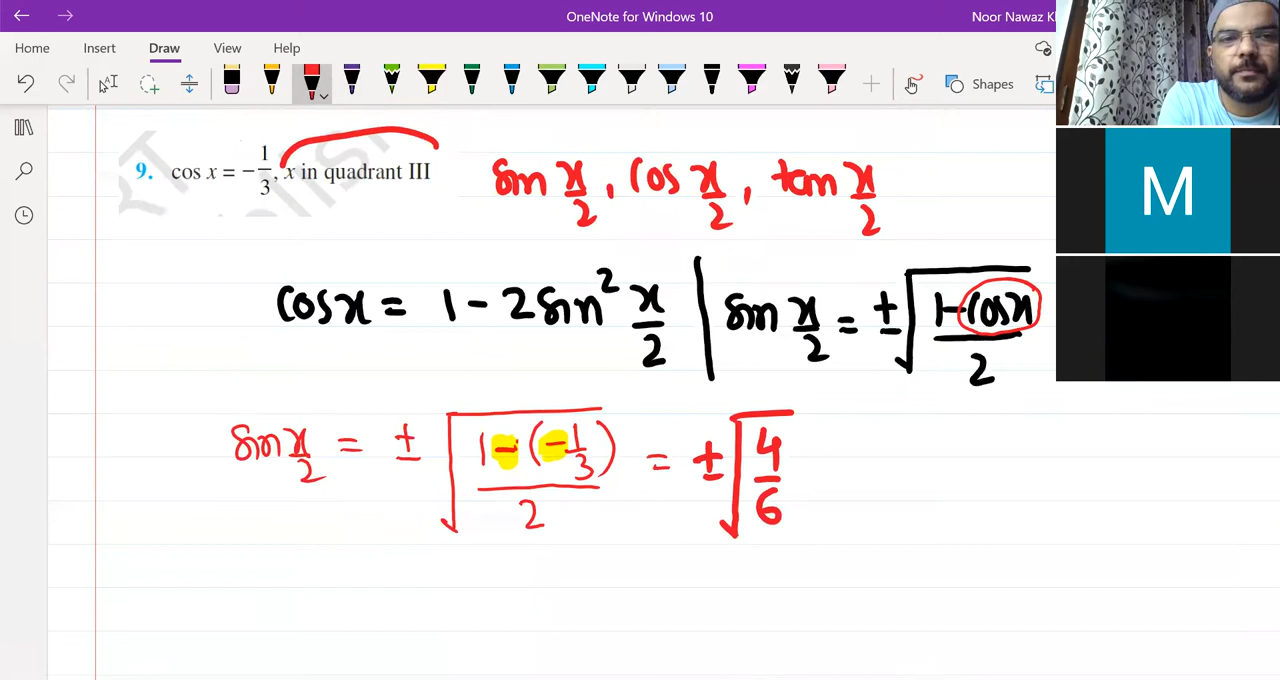 OneNote for Windows 10
Noor Nawaz Kh
Home Insert Draw View Help
Shapes
9. cos x = -1/3, x in quadrant III
sin x/2, cos x/2, tan x/2
cos x = 1 - 2 sin² x/2 | sin x/2 = ± √((1 - cos x)/2)
sin x/2 = ± √((1 - (-1/3))/2) = ± √(4/6)
M